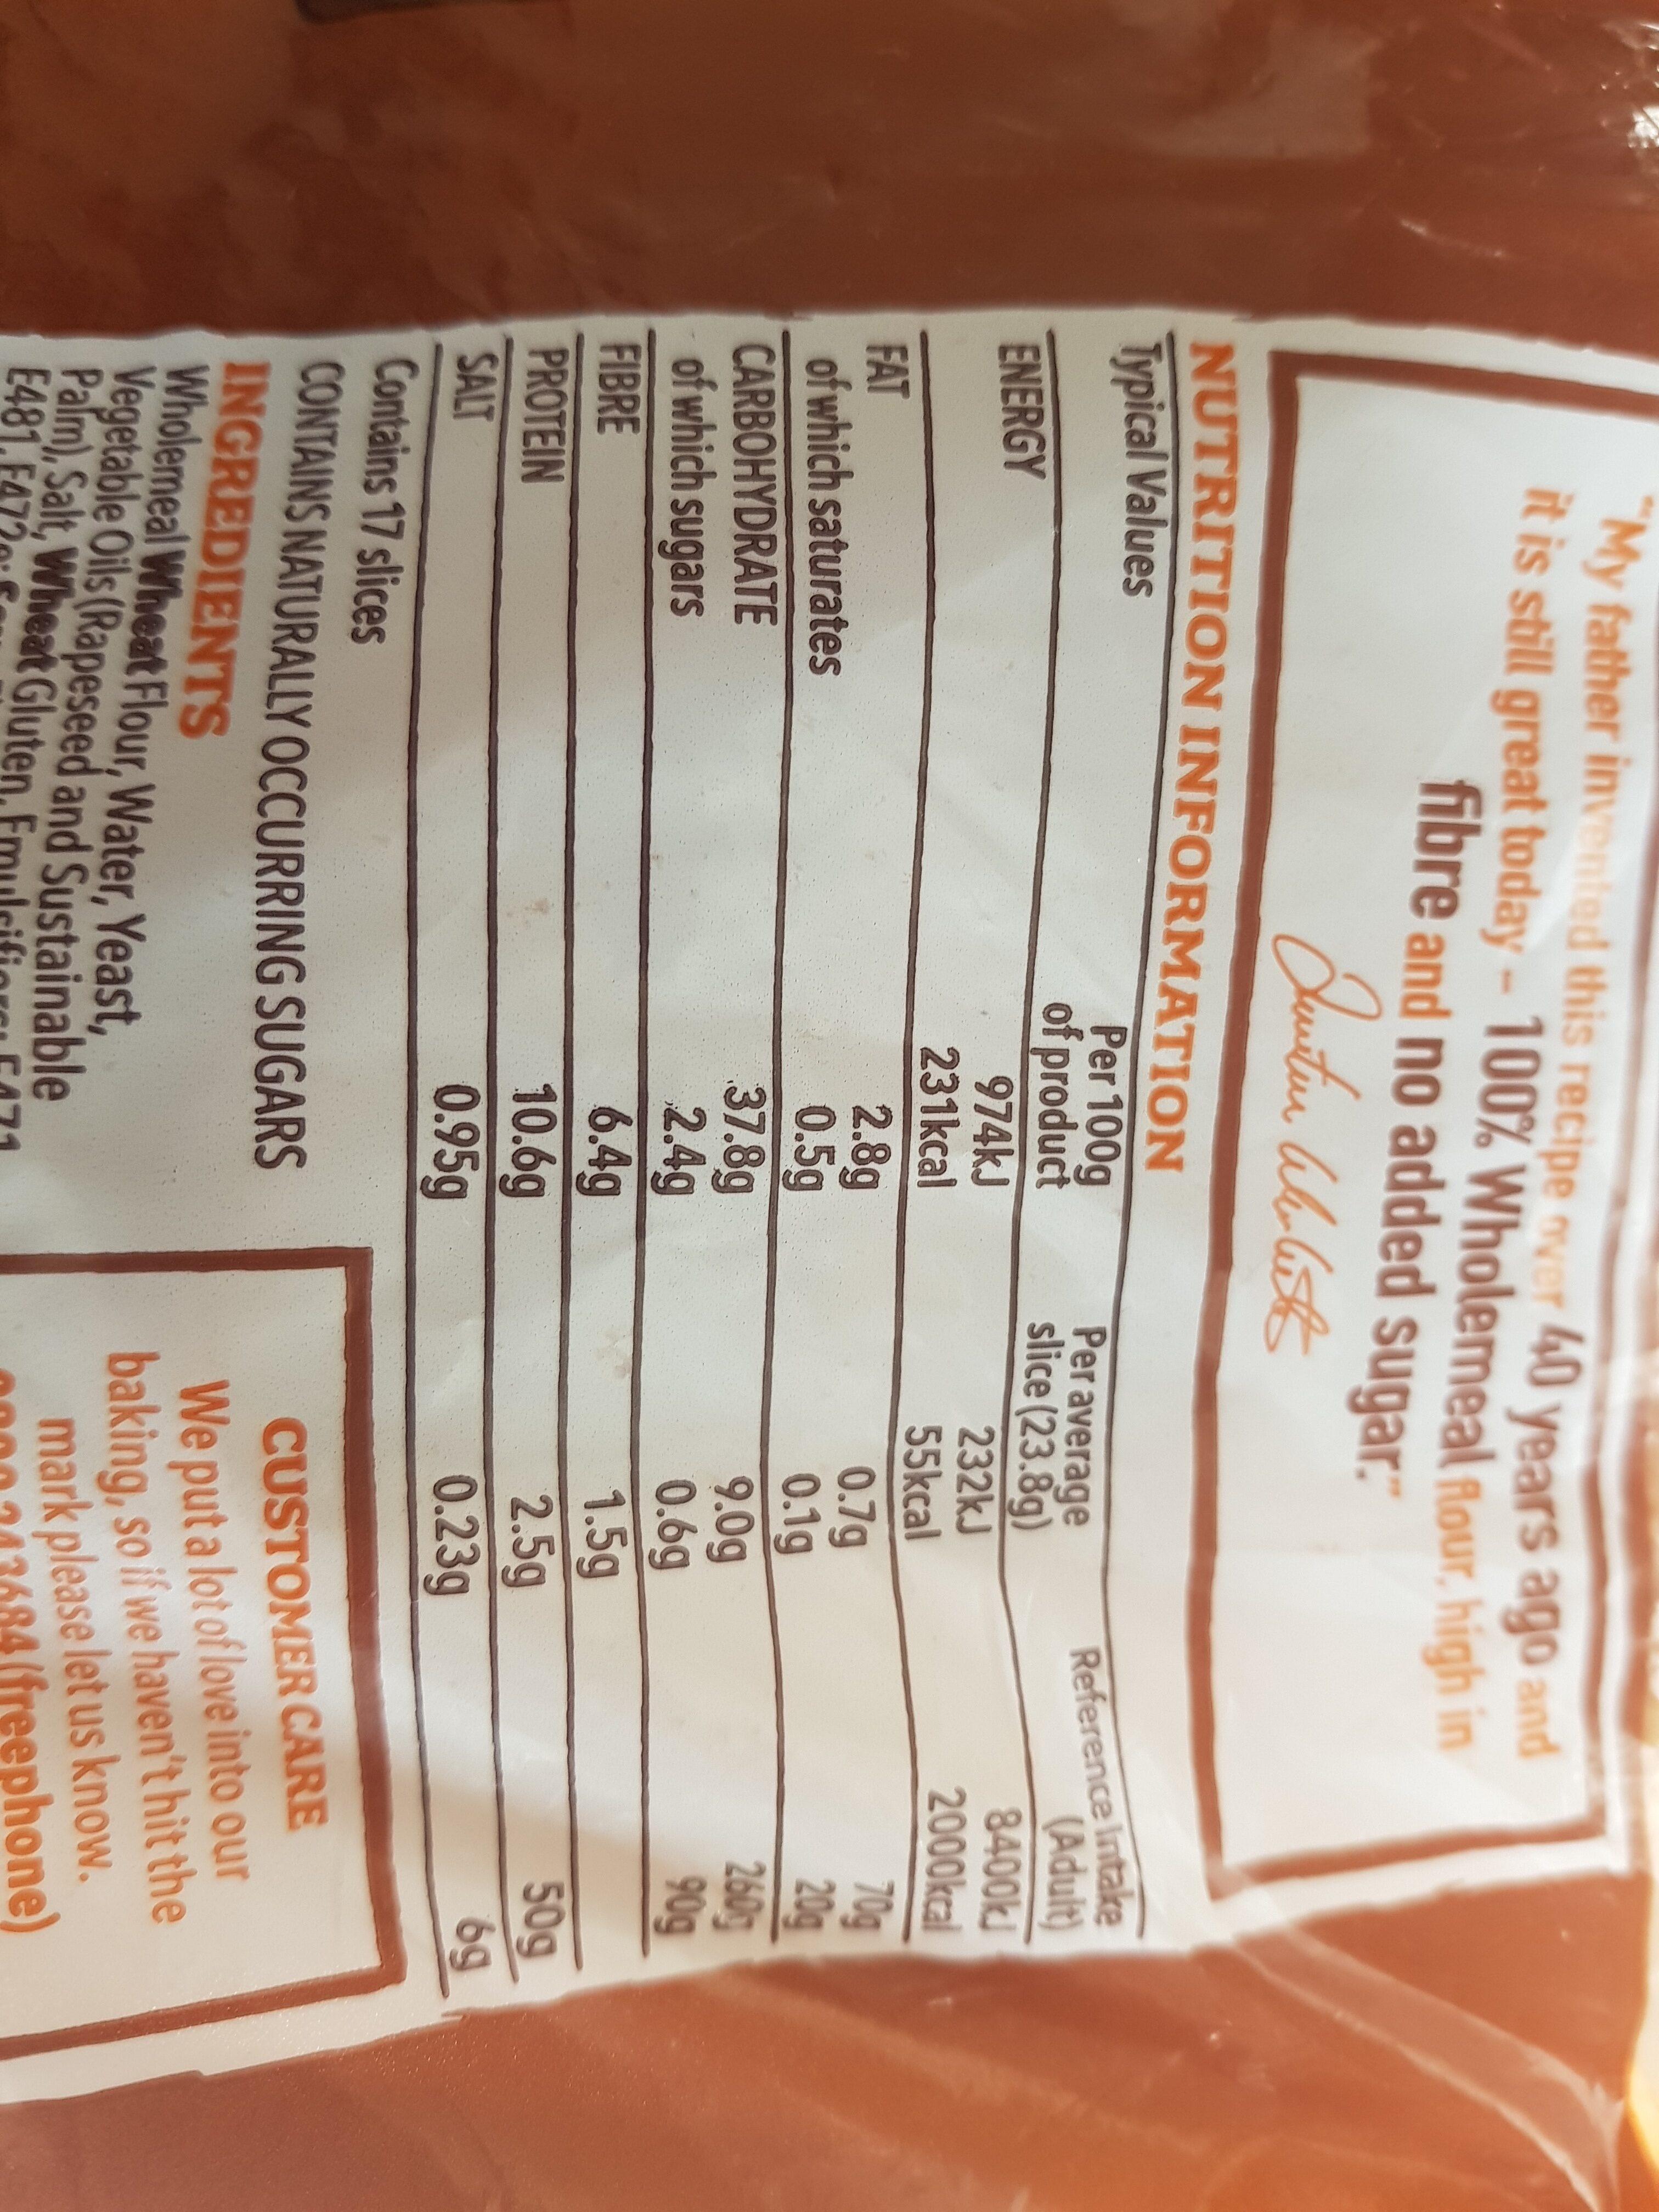 "My father invented this recipe over 40 years ago and
it is still great today - 100% Wholemeal flour, high in
fibre and no added sugar."
NUTRITION INFORMATION
Typical Values Per 100g of product Per average slice (23.8g) Reference Intake (Adult)
ENERGY 974kJ 232kJ 8400kJ
231kcal 55kcal 2000kcal
FAT 2.8g 0.7g 70g
of which saturates 0.5g 0.1g 20g
CARBOHYDRATE 37.8g 9.0g 260g
of which sugars 2.4g 0.6g 90g
FIBRE 6.4g 1.5g
PROTEIN 10.6g 2.5g 50g
SALT 0.95g 0.23g 6g
Contains 17 slices
CONTAINS NATURALLY OCCURRING SUGARS
INGREDIENTS
Wholemeal Wheat Flour, Water, Yeast,
Vegetable Oils (Rapeseed and Sustainable
Palm), Salt, Wheat Gluten, Emulsifiers: E471,
E481, E472e;
CUSTOMER CARE
We put a lot of love into our
baking, so if we haven't hit the
mark please let us know.
(freephone)